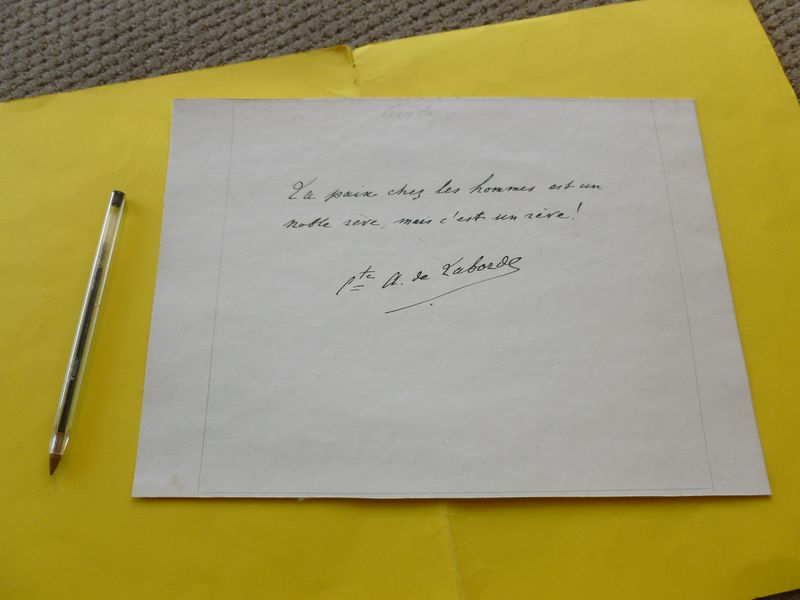 La paix chez les hommes est un
noble rêve, mais c'est un rêve!
Cte A. de Laborde